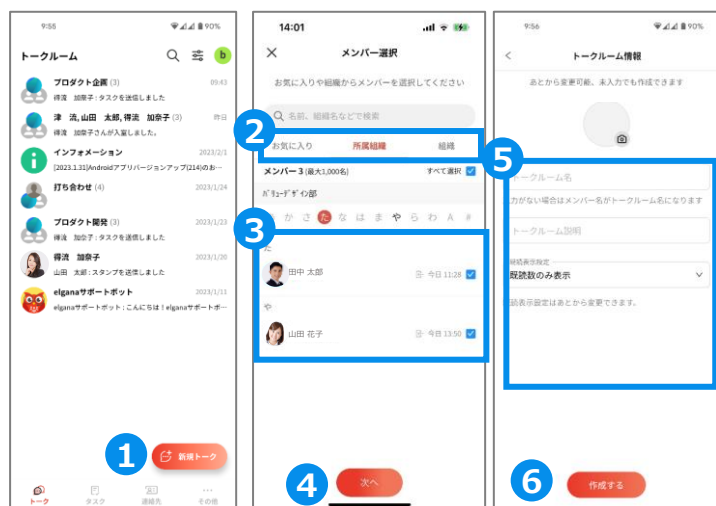 9:55
90%
トークルーム
b
プロダクト企画 (3)
09:43
得流 加奈子：タスクを送信しました
津 流,山田 太郎,得流 加奈子 (3)
昨日
得流 加奈子さんが入室しました。
インフォメーション
2023/2/1
[2023.1.31]Androidアプリバージョンアップ(214)のお…
打ち合わせ (4)
2023/1/24
プロダクト開発 (3)
2023/1/23
得流 加奈子：タスクを送信しました
得流 加奈子
2023/1/20
山田 太郎：スタンプを送信しました
elganaサポートボット
2023/1/11
elganaサポートボット：こんにちは！elganaサポートボ…
1
新規トーク
トーク
タスク
連絡先
その他
14:01
メンバー選択
お気に入りや組織からメンバーを選択してください
名前、組織名などで検索
2
お気に入り
所属組織
組織
メンバー 3 (最大1,000名)
すべて選択
ﾊﾞﾘｭｰﾃﾞｻﾞｲﾝ部
か さ た な は ま や ら わ A #
3
た
田中 太郎
今日 11:28
や
山田 花子
今日 13:50
4
次へ
9:56
90%
トークルーム情報
あとから変更可能、未入力でも作成できます
5
トークルーム名
力がない場合はメンバー名がトークルーム名になります
トークルーム説明
既読表示設定
既読数のみ表示
読表示設定はあとから変更できます。
6
作成する